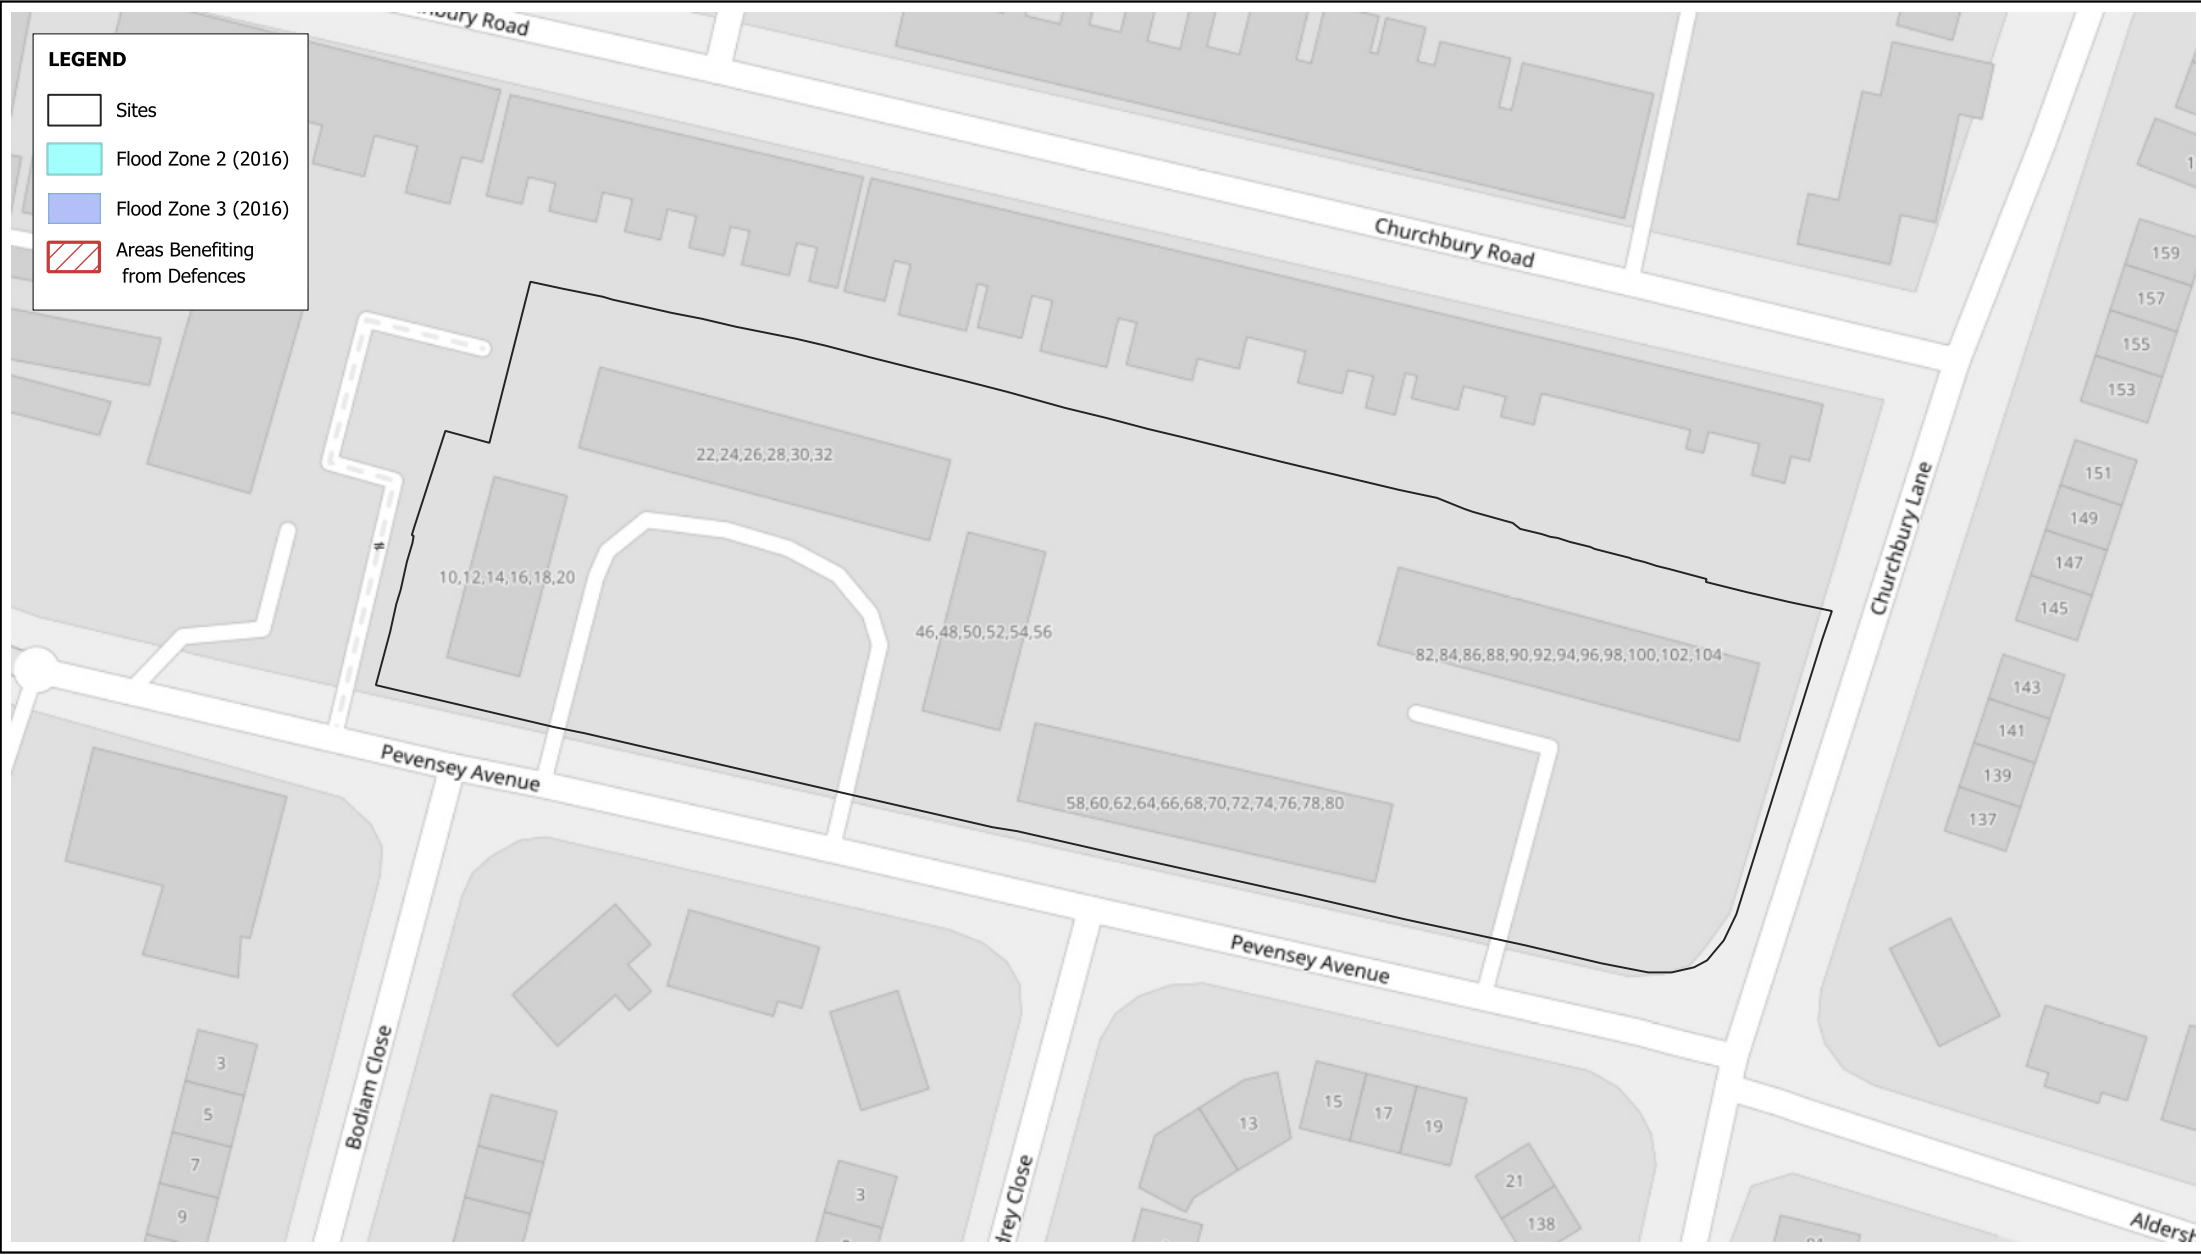 LEGEND
Sites
Flood Zone 2 (2016)
Flood Zone 3 (2016)
Areas Benefiting
from Defences
Road
Churchbury Road
Churchbury Lane
159
157
155
153
151
149
147
145
143
141
139
137
22,24,26,28,30,32
10,12,14,16,18,20
46,48,50,52,54,56
82,84,86,88,90,92,94,96,98,100,102,104
58,60,62,64,66,68,70,72,74,76,78,80
Pevensey Avenue
Pevensey Avenue
Bodiam Close
3
5
7
9
Close
3
13
15
17
19
21
138